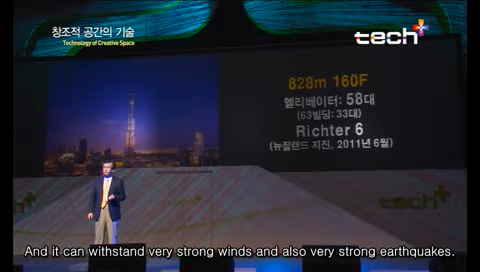 창조적 공간의 기술
Technology of Creative Space
tech+
828m 160F
엘리베이터: 58대
(63빌딩: 33대)
Richter 6
(뉴질랜드 지진, 2011년 6월)
tech+
And it can withstand very strong winds and also very strong earthquakes.